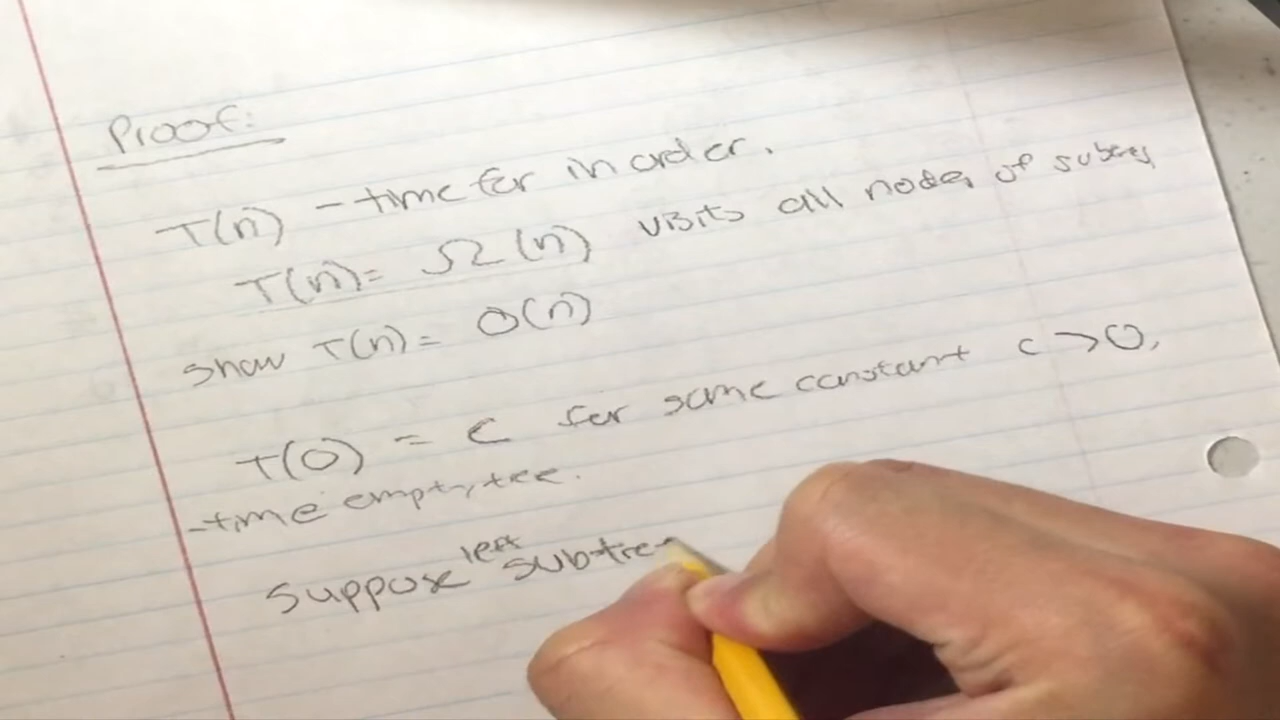 Proof:
T(n) - time for in order.
T(n) = Ω(n) visits all nodes of subtree
show T(n) = O(n)
T(0) = c for some constant c > 0,
-time empty tree.
suppose left subtree